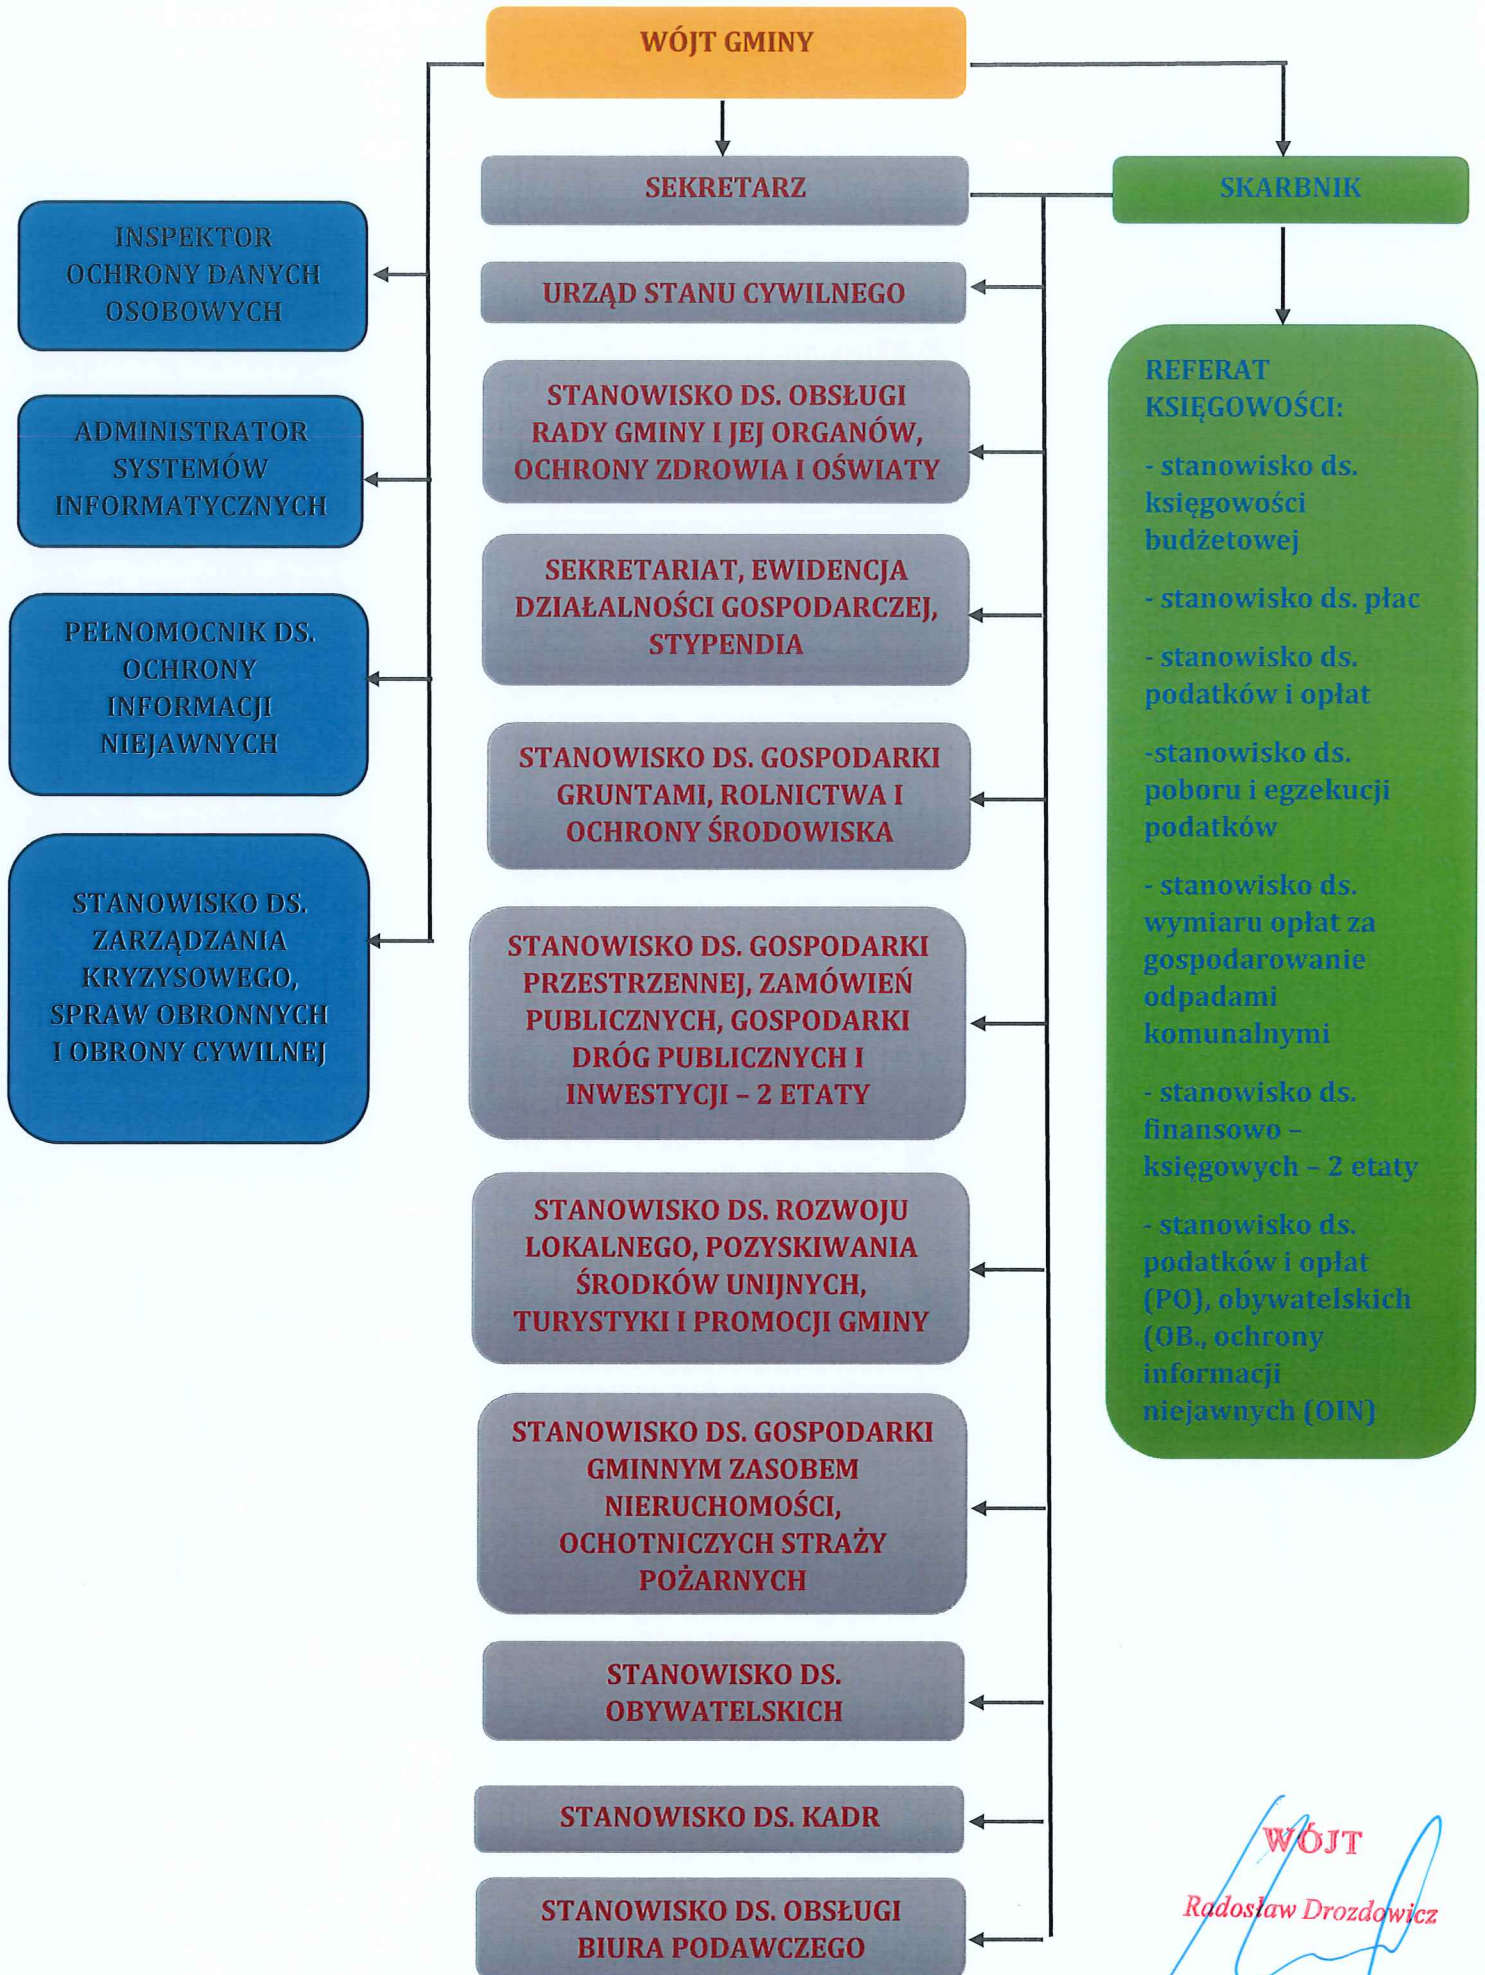 WÓJT GMINY
SEKRETARZ
SKARBNIK
INSPEKTOR
OCHRONY DANYCH
OSOBOWYCH
ADMINISTRATOR
SYSTEMÓW
INFORMATYCZNYCH
PEŁNOMOCNIK DS.
OCHRONY
INFORMACJI
NIEJAWNYCH
STANOWISKO DS.
ZARZĄDZANIA
KRYZYSOWEGO,
SPRAW OBRONNYCH
I OBRONY CYWILNEJ
URZĄD STANU CYWILNEGO
STANOWISKO DS. OBSŁUGI
RADY GMINY I JEJ ORGANÓW,
OCHRONY ZDROWIA I OŚWIATY
SEKRETARIAT, EWIDENCJA
DZIAŁALNOŚCI GOSPODARCZEJ,
STYPENDIA
STANOWISKO DS. GOSPODARKI
GRUNTAMI, ROLNICTWA I
OCHRONY ŚRODOWISKA
STANOWISKO DS. GOSPODARKI
PRZESTRZENNEJ, ZAMÓWIEŃ
PUBLICZNYCH, GOSPODARKI
DRÓG PUBLICZNYCH I
INWESTYCJI – 2 ETATY
STANOWISKO DS. ROZWOJU
LOKALNEGO, POZYSKIWANIA
ŚRODKÓW UNIJNYCH,
TURYSTYKI I PROMOCJI GMINY
STANOWISKO DS. GOSPODARKI
GMINNYM ZASOBEM
NIERUCHOMOŚCI,
OCHOTNICZYCH STRAŻY
POŻARNYCH
STANOWISKO DS.
OBYWATELSKICH
STANOWISKO DS. KADR
STANOWISKO DS. OBSŁUGI
BIURA PODAWCZEGO
REFERAT
KSIĘGOWOŚCI:
- stanowisko ds.
księgowości
budżetowej
- stanowisko ds. płac
- stanowisko ds.
podatków i opłat
-stanowisko ds.
poboru i egzekucji
podatków
- stanowisko ds.
wymiaru opłat za
gospodarowanie
odpadami
komunalnymi
- stanowisko ds.
finansowo –
księgowych – 2 etaty
- stanowisko ds.
podatków i opłat
(PO), obywatelskich
(OB., ochrony
informacji
niejawnych (OIN)
WÓJT
Radosław Drozdowicz